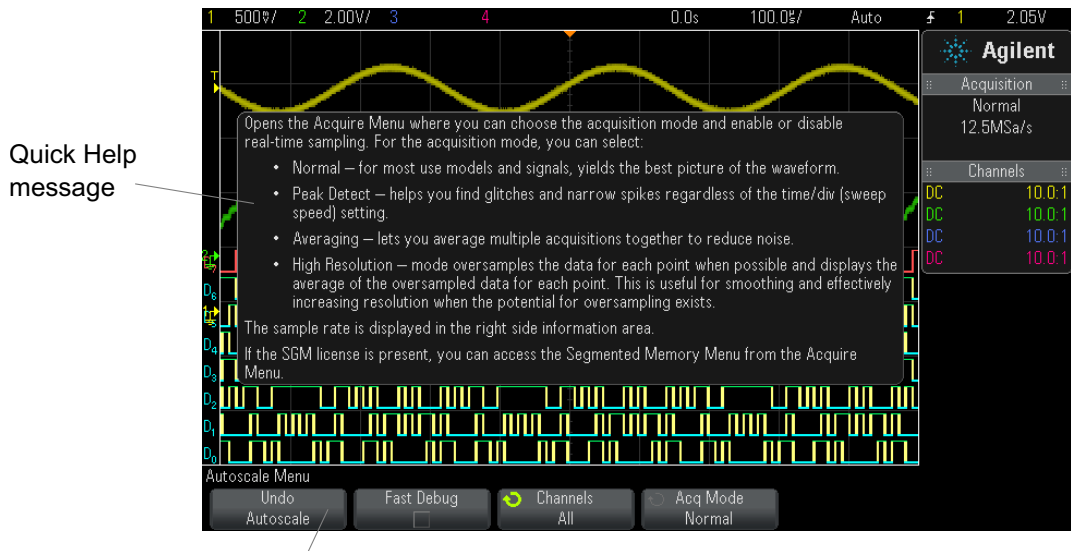 1 500♥/ 2 2.00V/ 3 4 0.0s 100.0♥/ Auto 1 2.05V
T
Agilent
Acquisition
Normal
12.5MSa/s
Channels
DC 10.0:1
DC 10.0:1
DC 10.0:1
DC 10.0:1
Quick Help
message
Opens the Acquire Menu where you can choose the acquisition mode and enable or disable
real-time sampling. For the acquisition mode, you can select:
• Normal – for most use models and signals, yields the best picture of the waveform.
• Peak Detect – helps you find glitches and narrow spikes regardless of the time/div (sweep
speed) setting.
• Averaging – lets you average multiple acquisitions together to reduce noise.
• High Resolution – mode oversamples the data for each point when possible and displays the
average of the oversampled data for each point. This is useful for smoothing and effectively
increasing resolution when the potential for oversampling exists.
The sample rate is displayed in the right side information area.
If the SGM license is present, you can access the Segmented Memory Menu from the Acquire
Menu.
D6
D4
D3
D2
D1
D0
Autoscale Menu
Undo
Autoscale
Fast Debug
Channels
All
Acq Mode
Normal